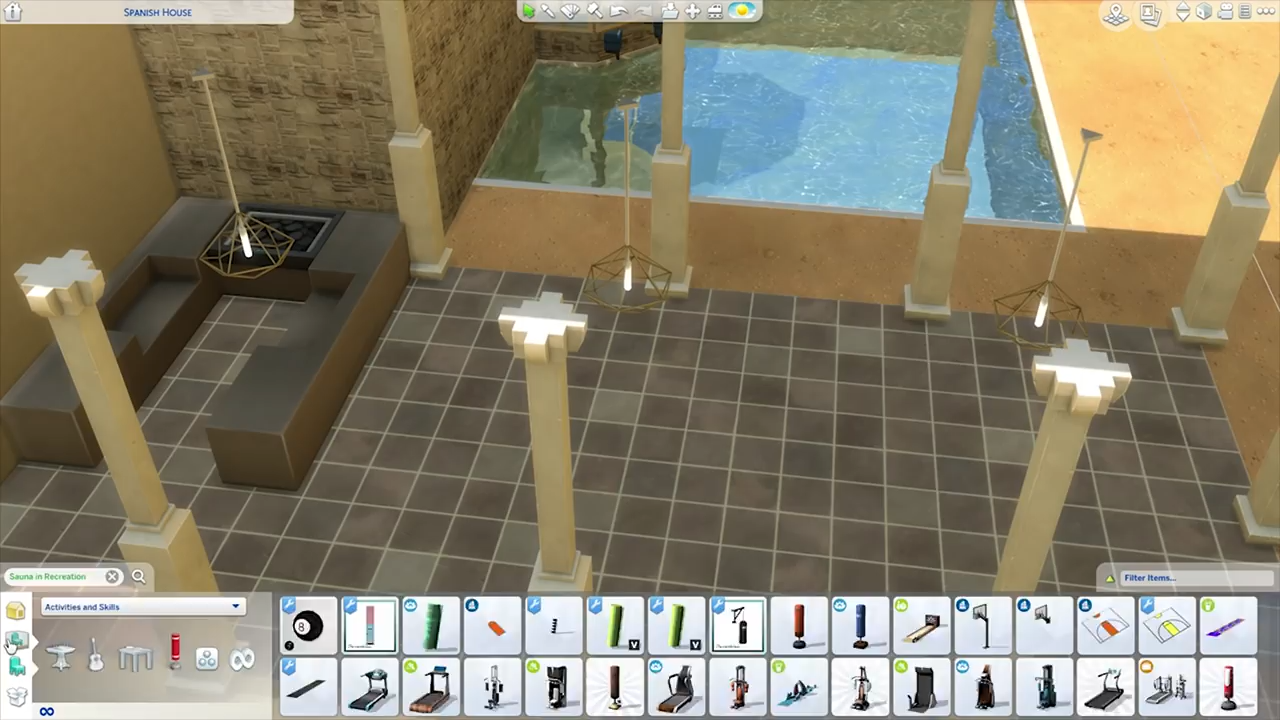 SPANISH HOUSE
Sauna in Recreation
Filter Items...
Activities and Skills
8
V
V